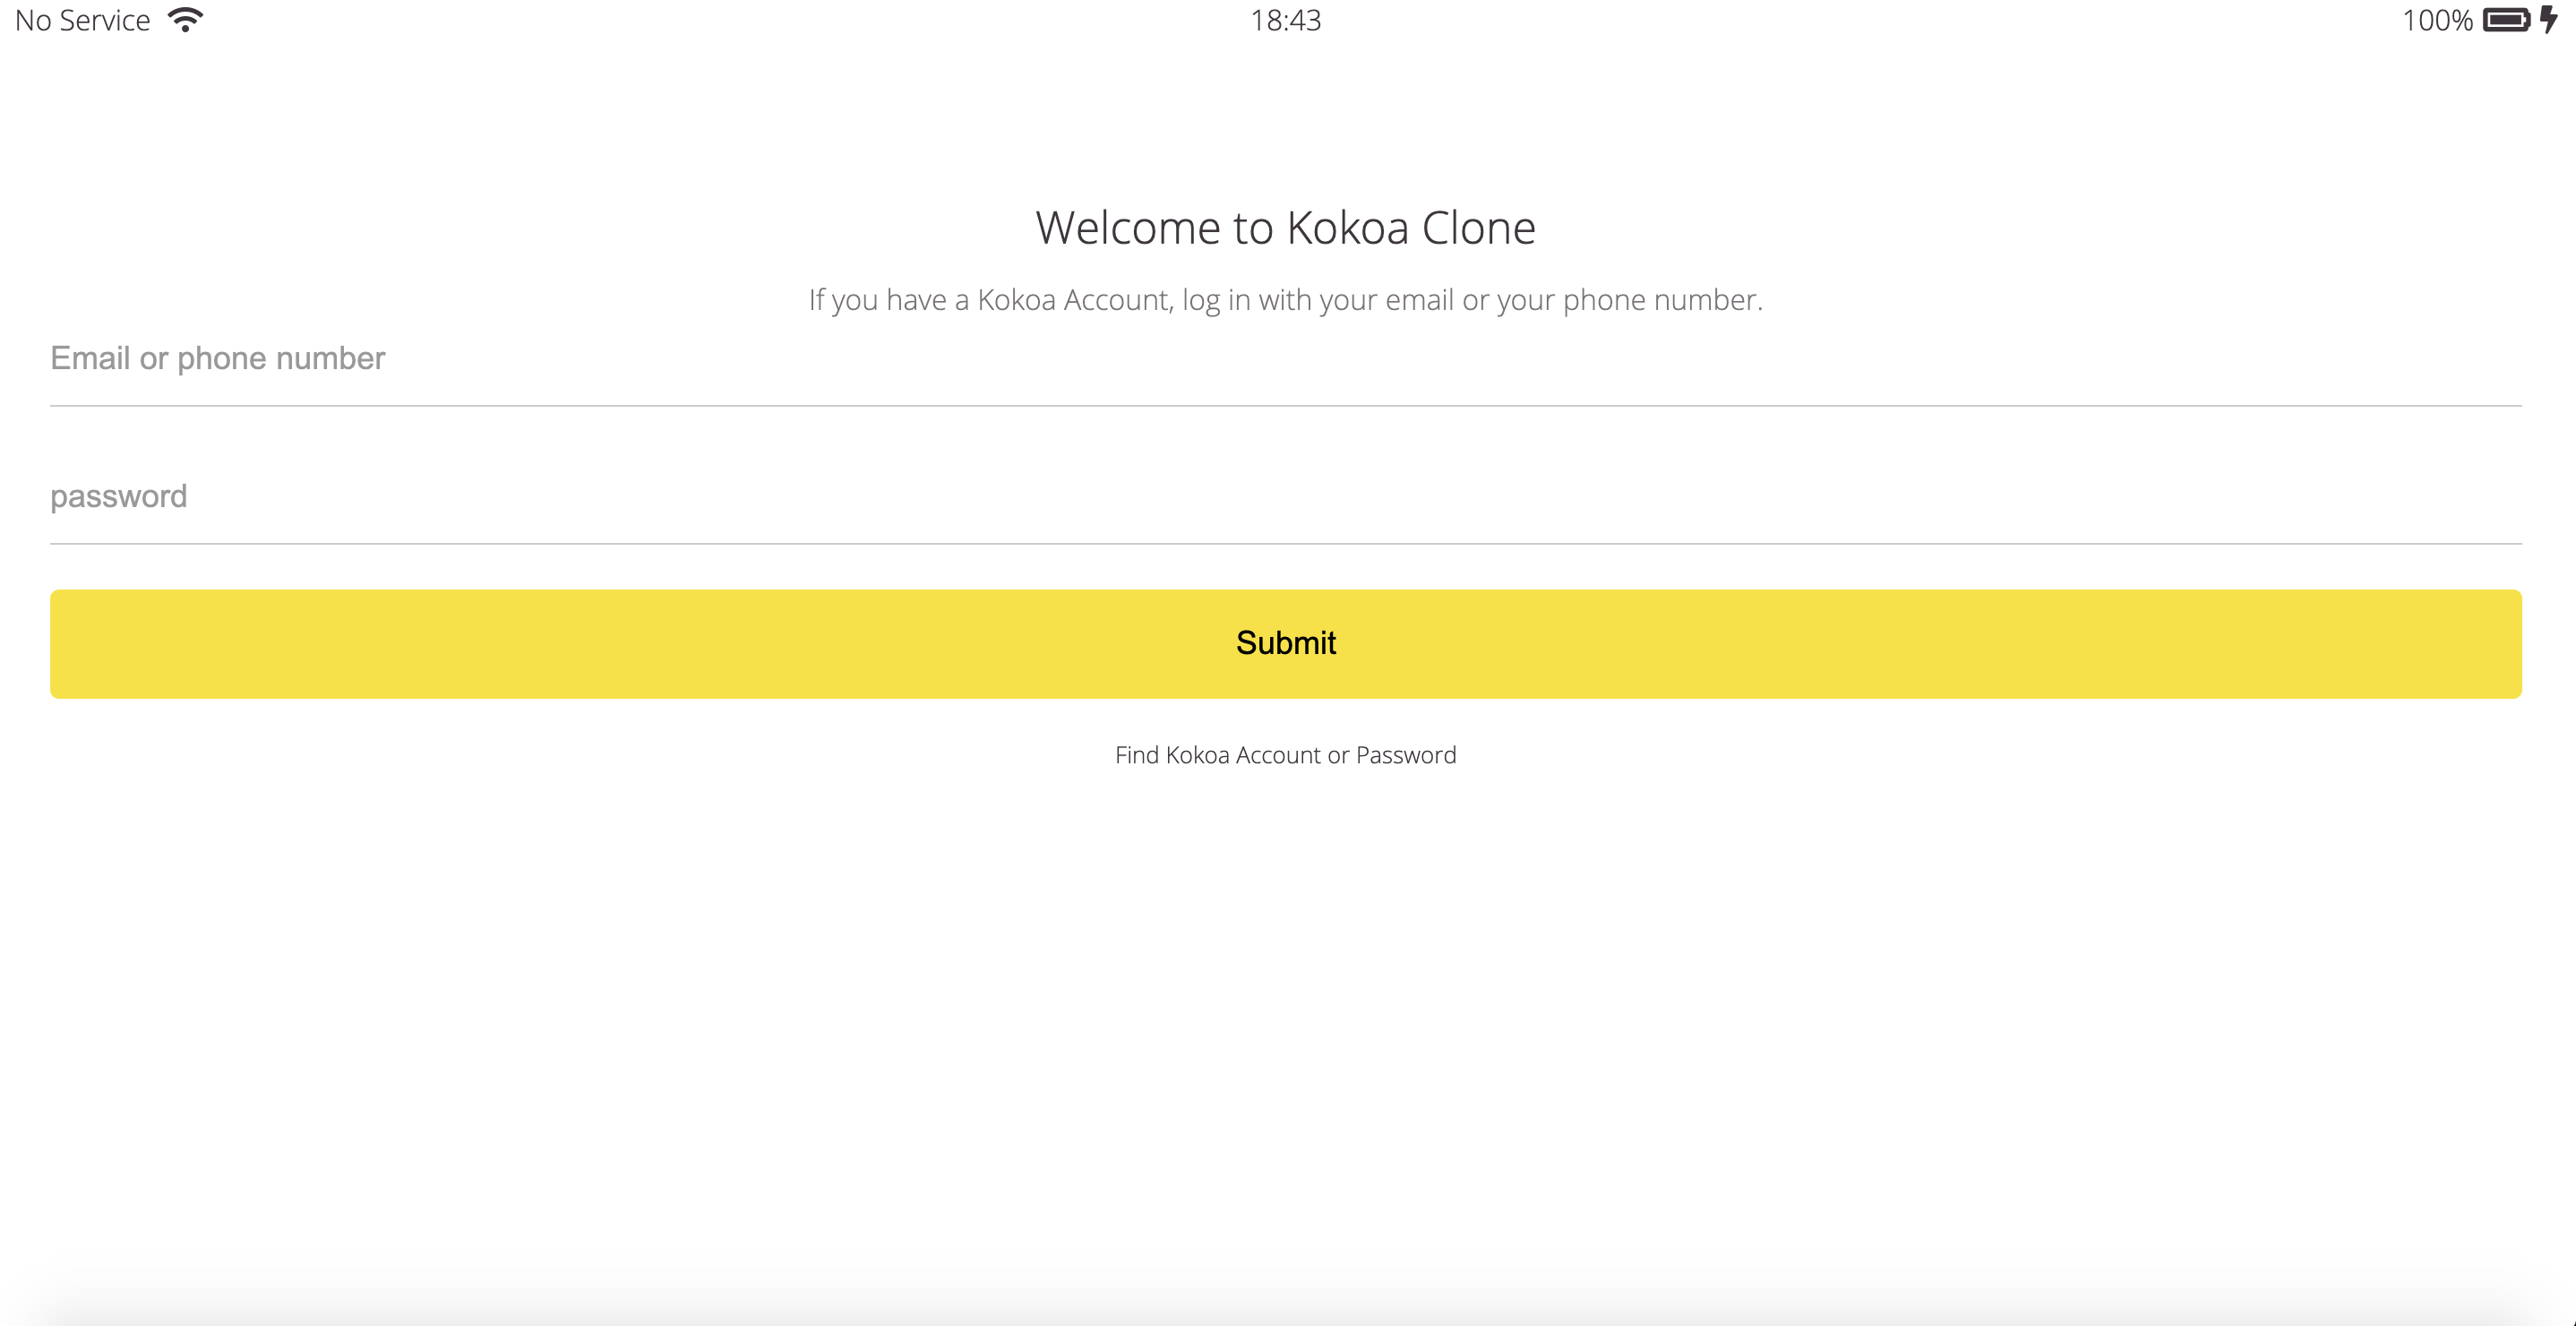 No Service
18:43
100%
Welcome to Kokoa Clone
If you have a Kokoa Account, log in with your email or your phone number.
Email or phone number
password
Submit
Find Kokoa Account or Password